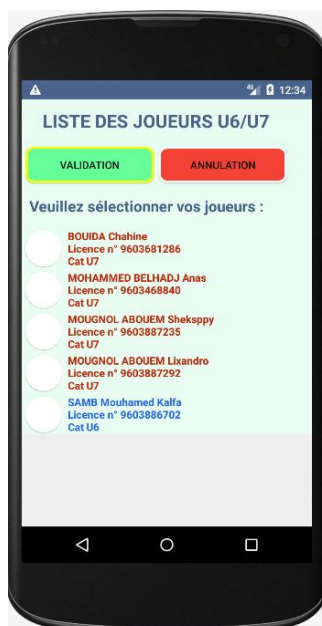 4G 12:34
LISTE DES JOUEURS U6/U7
VALIDATION ANNULATION
Veuillez sélectionner vos joueurs :
BOUIDA Chahine
Licence n° 9603681286
Cat U7
MOHAMMED BELHADJ Anas
Licence n° 9603468840
Cat U7
MOUGNOL ABOUEM Sheksppy
Licence n° 9603887235
Cat U7
MOUGNOL ABOUEM Lixandro
Licence n° 9603887292
Cat U7
SAMB Mouhamed Kalfa
Licence n° 9603886702
Cat U6